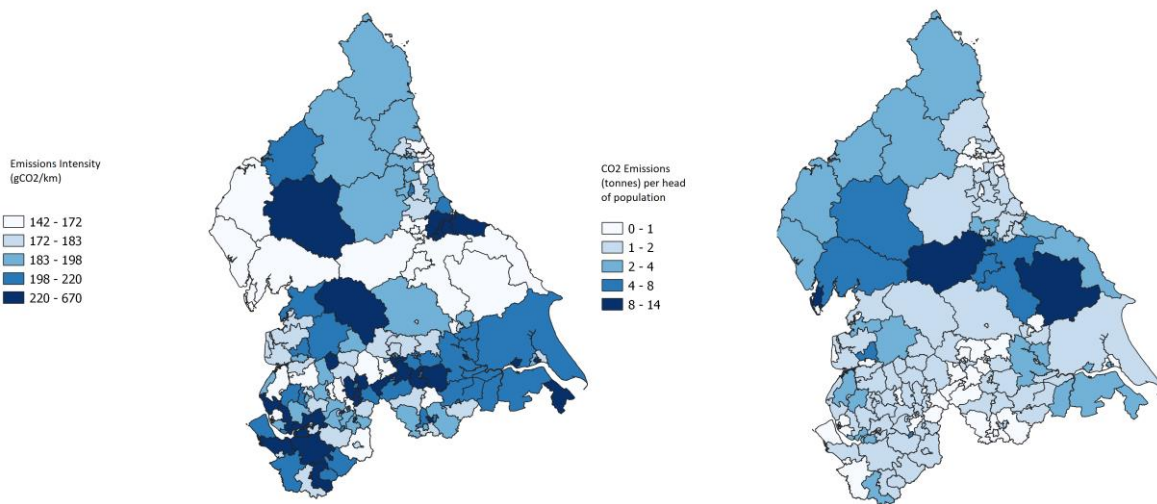 Emissions Intensity
(gCO2/km)
142 - 172
172 - 183
183 - 198
198 - 220
220 - 670
CO2 Emissions
(tonnes) per head
of population
0 - 1
1 - 2
2 - 4
4 - 8
8 - 14